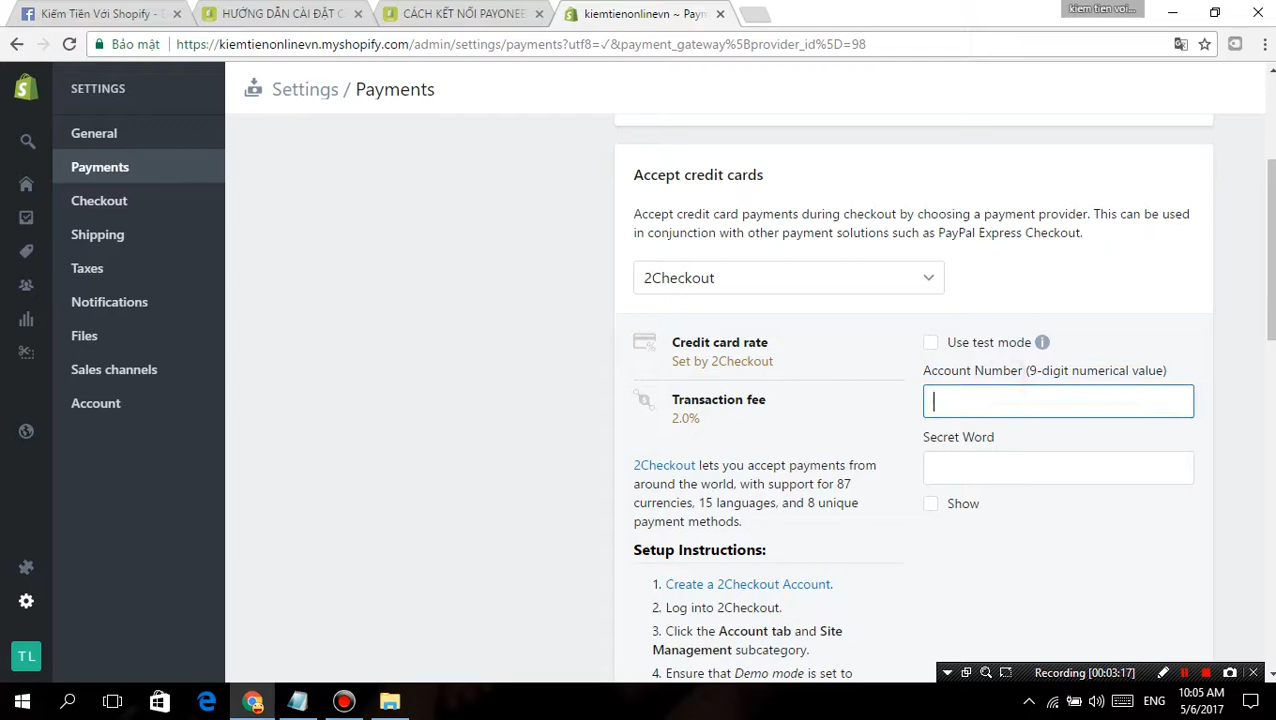 kiem tien voi...
Kiếm Tiền Với Shopify - Đ
HƯỚNG DẪN CÀI ĐẶT C
CÁCH KẾT NỐI PAYONEE
kiemtienonlinevn ~ Paym
Bảo mật
https://kiemtienonlinevn.myshopify.com/admin/settings/payments?utf8=✓&payment_gateway%5Bprovider_id%5D=98
SETTINGS
General
Payments
Checkout
Shipping
Taxes
Notifications
Files
Sales channels
Account
TL
Settings / Payments
Accept credit cards
Accept credit card payments during checkout by choosing a payment provider. This can be used
in conjunction with other payment solutions such as PayPal Express Checkout.
2Checkout
Credit card rate
Set by 2Checkout
Transaction fee
2.0%
2Checkout lets you accept payments from
around the world, with support for 87
currencies, 15 languages, and 8 unique
payment methods.
Setup Instructions:
1. Create a 2Checkout Account.
2. Log into 2Checkout.
3. Click the Account tab and Site
Management subcategory.
4. Ensure that Demo mode is set to
Use test mode
Account Number (9-digit numerical value)
Secret Word
Show
Recording [00:03:17]
ENG
10:05 AM
5/6/2017